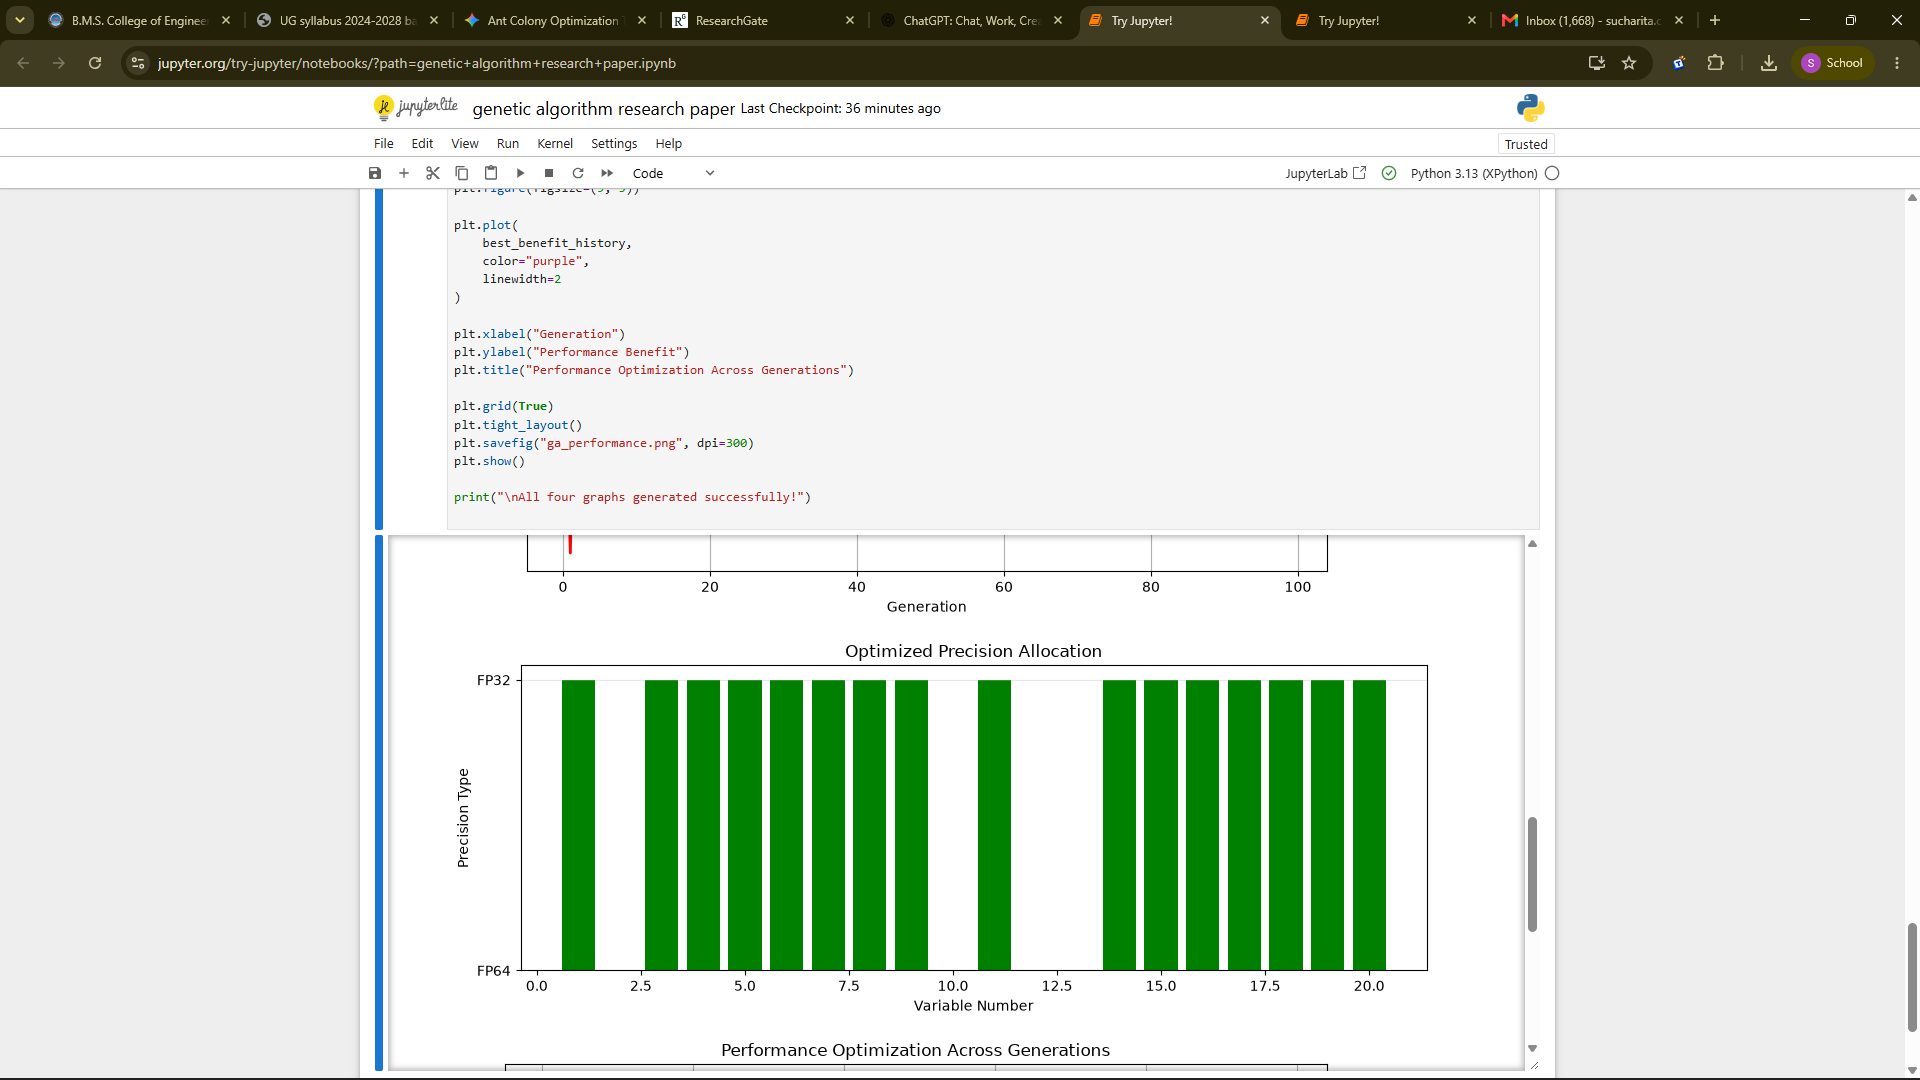 B.M.S. College of Enginee
UG syllabus 2024-2028 ba
Ant Colony Optimization
ResearchGate
ChatGPT: Chat, Work, Cre
Try Jupyter!
Try Jupyter!
Inbox (1,668) - sucharita.c
jupyter.org/try-jupyter/notebooks/?path=genetic+algorithm+research+paper.ipynb
S School
jupyterlite genetic algorithm research paper Last Checkpoint: 36 minutes ago
File Edit View Run Kernel Settings Help
Trusted
Code
JupyterLab
Python 3.13 (XPython)
plt.plot(
best_benefit_history,
color="purple",
linewidth=2
)
plt.xlabel("Generation")
plt.ylabel("Performance Benefit")
plt.title("Performance Optimization Across Generations")
plt.grid(True)
plt.tight_layout()
plt.savefig("ga_performance.png", dpi=300)
plt.show()
print("\nAll four graphs generated successfully!")
0 20 40 60 80 100
Generation
Optimized Precision Allocation
FP32
Precision Type
FP64
0.0 2.5 5.0 7.5 10.0 12.5 15.0 17.5 20.0
Variable Number
Performance Optimization Across Generations